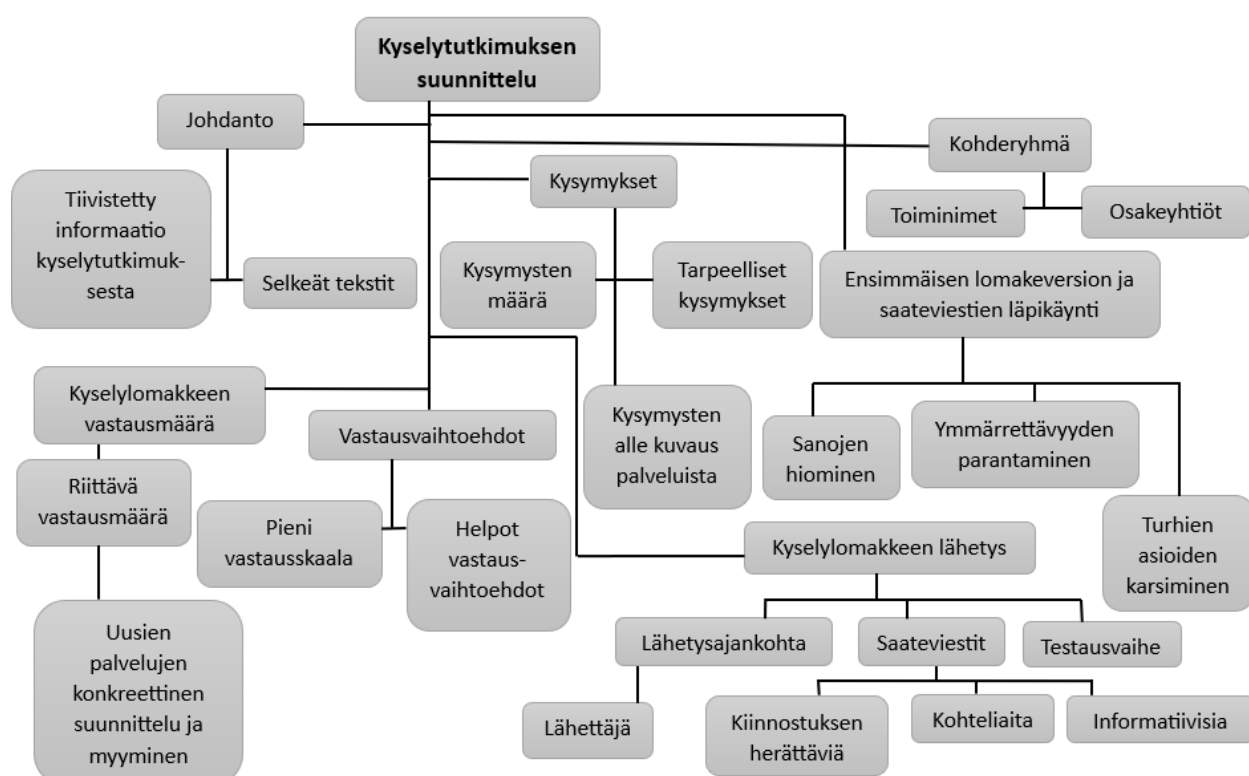 Kyselytutkimuksen
suunnittelu
Johdanto
Kohderyhmä
Tiivistetty
informaatio
kyselytutkimuk-
sesta
Selkeät tekstit
Kysymykset
Toiminimet
Osakeyhtiöt
Kysymysten
määrä
Tarpeelliset
kysymykset
Ensimmäisen lomakeversion ja
saateviestien läpikäynti
Kyselylomakkeen
vastausmäärä
Vastausvaihtoehdot
Kysymysten
alle kuvaus
palveluista
Sanojen
hiominen
Ymmärrettävyyden
parantaminen
Riittävä
vastausmäärä
Pieni
vastausskaala
Helpot
vastaus-
vaihtoehdot
Turhien
asioiden
karsiminen
Kyselylomakkeen lähetys
Uusien
palvelujen
konkreettinen
suunnittelu ja
myyminen
Lähetysajankohta
Saateviestit
Testausvaihe
Lähettäjä
Kiinnostuksen
herättäviä
Kohteliaita
Informatiivisia